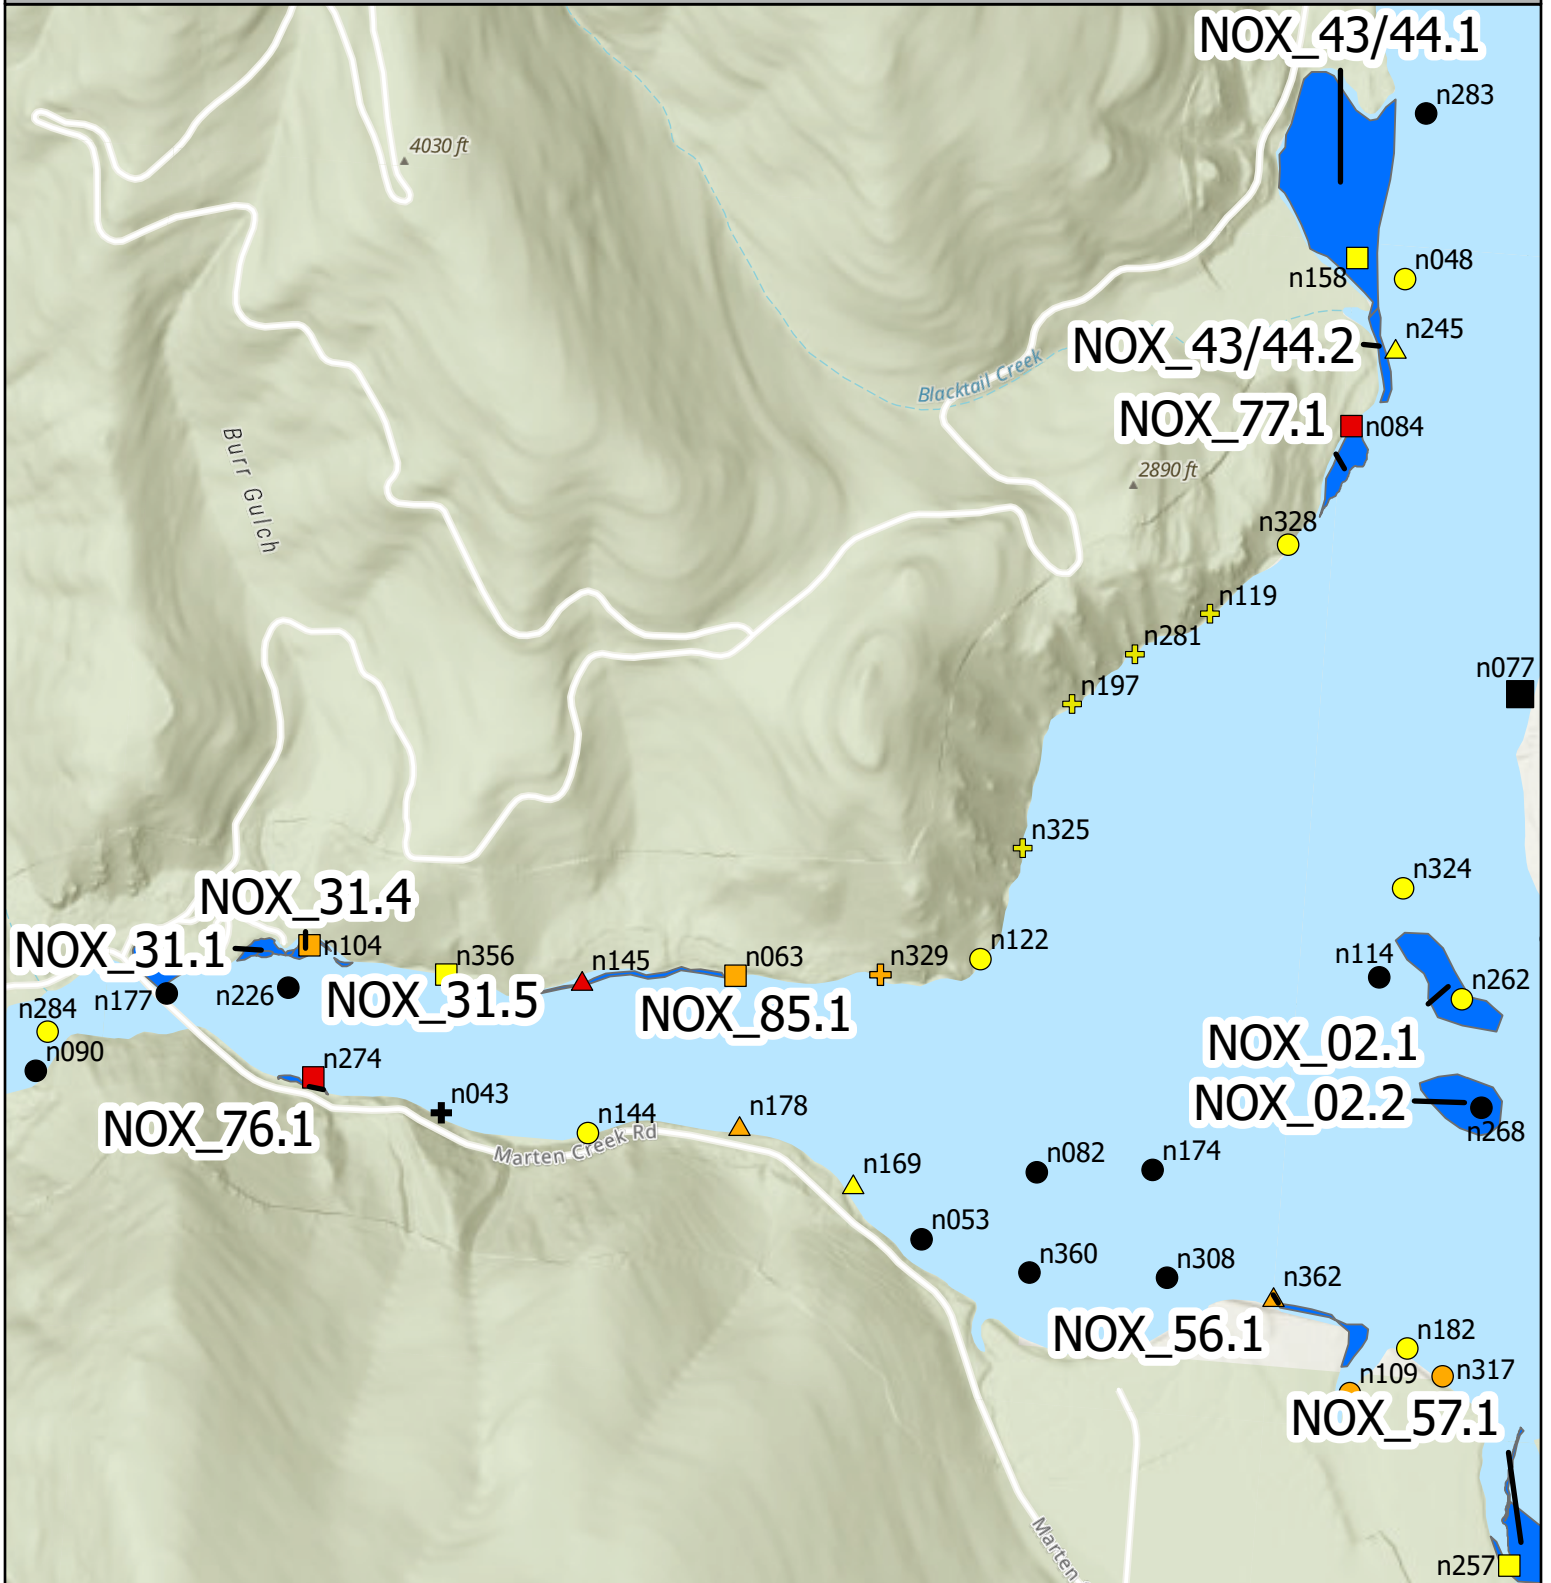 NOX_43/44.1
n283
4030 ft
n048
n158
n245
NOX_43/44.2
Blacktail Creek
NOX_77.1
n084
Burr Gulch
2890 ft
n328
n119
n281
n077
n197
n325
n324
NOX_31.4
n122
NOX_31.1
n104
n356
n145
n063
n329
n114
n262
n177
n226
NOX_31.5
NOX_85.1
n284
NOX_02.1
n090
n274
n043
NOX_02.2
n144
n178
NOX_76.1
Marten Creek Rd
n268
n082
n174
n169
n053
n360
n308
n362
NOX_56.1
n182
n109
n317
NOX_57.1
Marten
n257